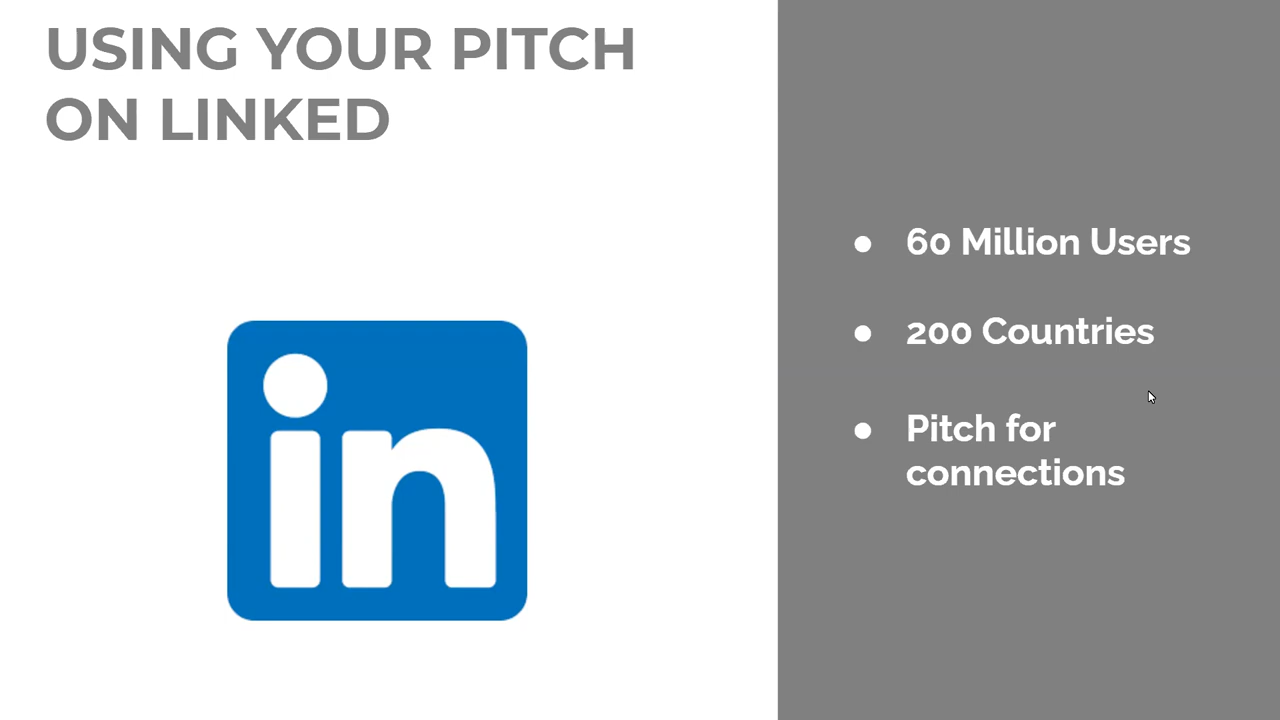 USING YOUR PITCH
ON LINKED
in
60 Million Users
200 Countries
Pitch for
connections